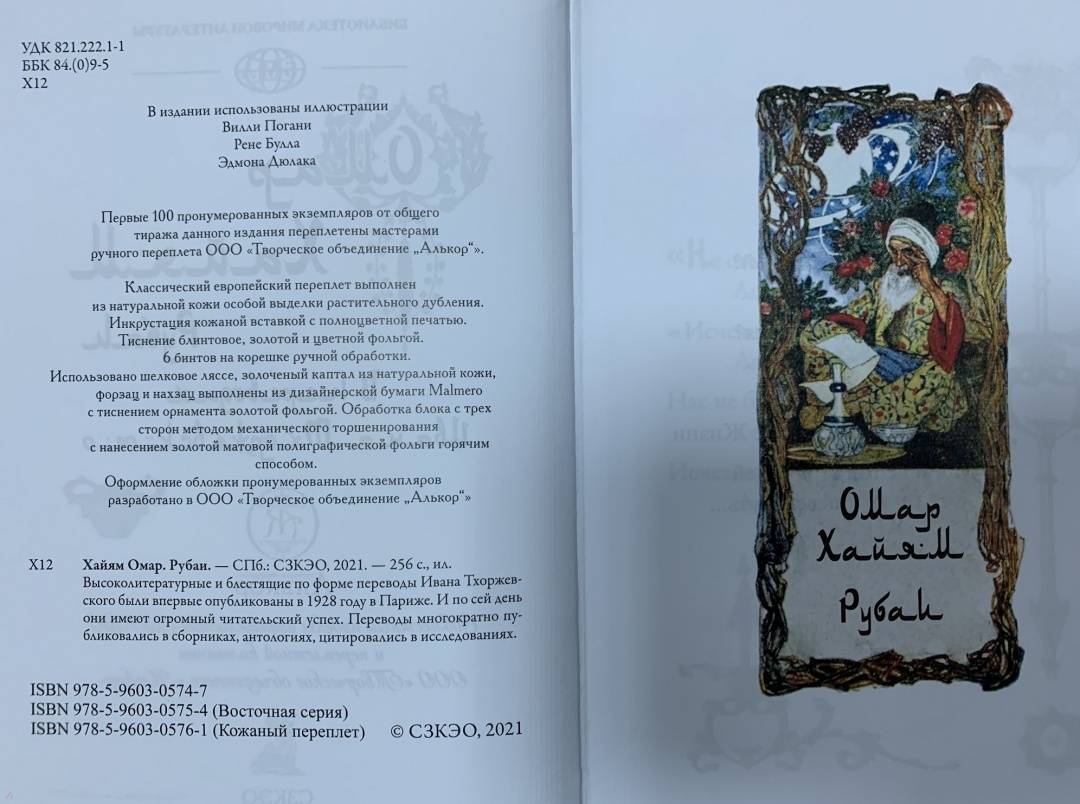 УДК 821.222.1-1
ББК 84.(0)9-5
Х12
В издании использованы иллюстрации
Вилли Погани
Рене Булла
Эдмона Дюлака
Первые 100 пронумерованных экземпляров от общего
тиража данного издания переплетены мастерами
ручного переплета ООО «Творческое объединение „Алькор“».
Классический европейский переплет выполнен
из натуральной кожи особой выделки растительного дубления.
Инкрустация кожаной вставкой с полноцветной печатью.
Тиснение блинтовое, золотой и цветной фольгой.
6 бинтов на корешке ручной обработки.
Использовано шелковое ляссе, золоченый каптал из натуральной кожи,
форзац и нахзац выполнены из дизайнерской бумаги Malmero
с тиснением орнамента золотой фольгой. Обработка блока с трех
сторон методом механического торшенирования
с нанесением золотой матовой полиграфической фольги горячим
способом.
Оформление обложки пронумерованных экземпляров
разработано в ООО «Творческое объединение „Алькор“»
Х12 Хайям Омар. Рубаи. — СПб.: СЗКЭО, 2021. — 256 с., ил.
Высоколитературные и блестящие по форме переводы Ивана Тхоржев-
ского были впервые опубликованы в 1928 году в Париже. И по сей день
они имеют огромный читательский успех. Переводы многократно пу-
бликовались в сборниках, антологиях, цитировались в исследованиях.
ISBN 978-5-9603-0574-7
ISBN 978-5-9603-0575-4 (Восточная серия)
ISBN 978-5-9603-0576-1 (Кожаный переплет) © СЗКЭО, 2021
Омар
Хайям
Рубаи